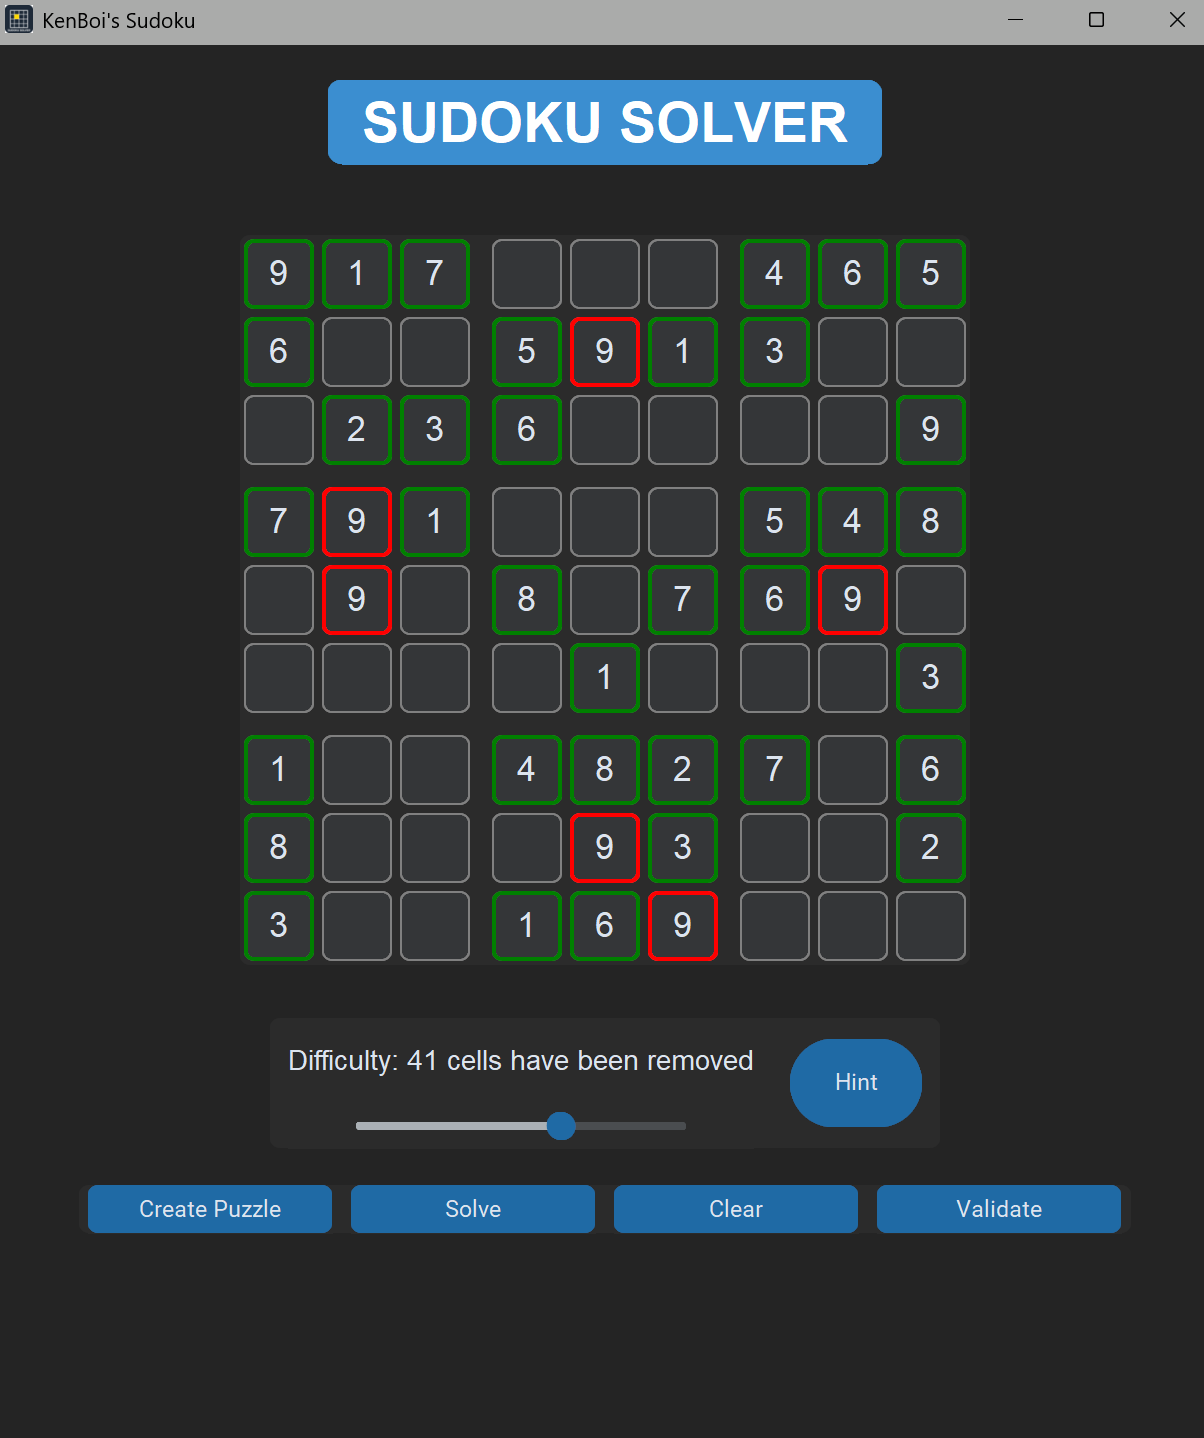 KenBoi's Sudoku
SUDOKU SOLVER
9 1 7 4 6 5
6 5 9 1 3
2 3 6 9
7 9 1 5 4 8
9 8 7 6 9
1 3
1 4 8 2 7 6
8 9 3 2
3 1 6 9
Difficulty: 41 cells have been removed
Hint
Create Puzzle Solve Clear Validate